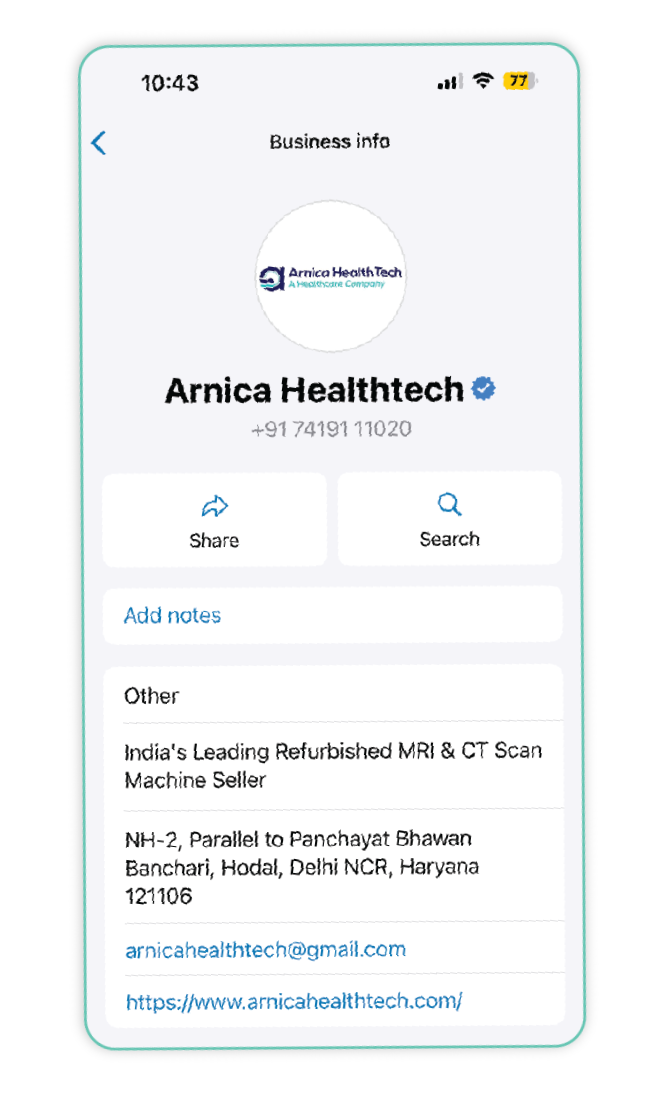 10:43
77
Business info
Arnica HealthTech
A Healthcare Company
Arnica Healthtech
+91 74191 11020
Share
Search
Add notes
Other
India's Leading Refurbished MRI & CT Scan
Machine Seller
NH-2, Parallel to Panchayat Bhawan
Banchari, Hodal, Delhi NCR, Haryana
121106
arnicahealthtech@gmail.com
https://www.arnicahealthtech.com/